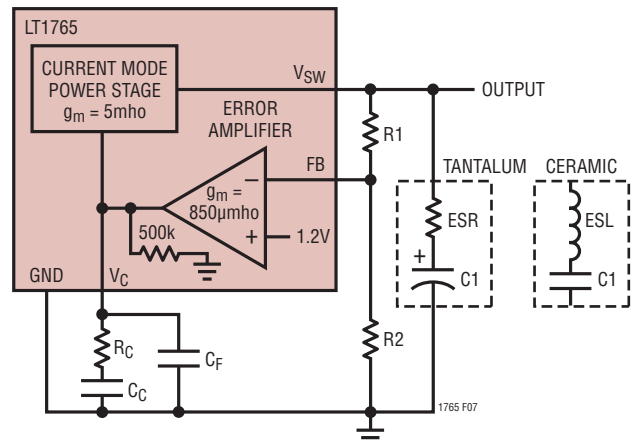 LT1765
CURRENT MODE
POWER STAGE
gm = 5mho
VSW
OUTPUT
ERROR
AMPLIFIER
R1
FB
TANTALUM
CERAMIC
gm =
850µmho
–
+
1.2V
500k
ESR
ESL
+
C1
C1
GND
VC
RC
CF
R2
CC
1765 F07